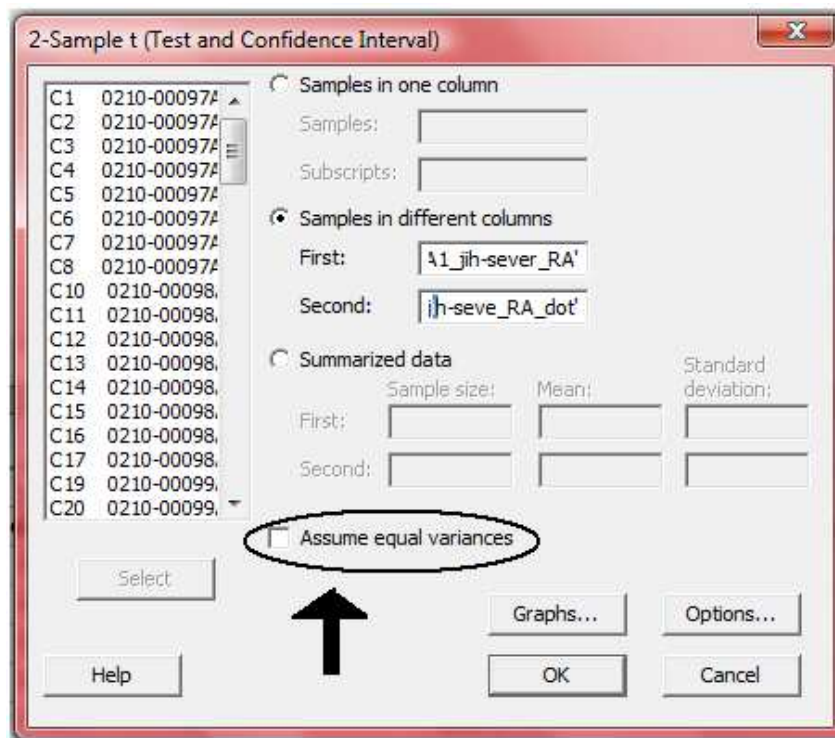 2-Sample t (Test and Confidence Interval)
C1 0210-00097A
C2 0210-00097A
C3 0210-00097A
C4 0210-00097A
C5 0210-00097A
C6 0210-00097A
C7 0210-00097A
C8 0210-00097A
C10 0210-00098
C11 0210-00098
C12 0210-00098
C13 0210-00098
C14 0210-00098
C15 0210-00098
C16 0210-00098
C17 0210-00098
C19 0210-00099
C20 0210-00099
Select
Help
Samples in one column
Samples:
Subscripts:
Samples in different columns
First: A1_jih-sever_RA'
Second: jih-seve_RA_dot'
Summarized data
Sample size: Mean: Standard deviation:
First:
Second:
Assume equal variances
Graphs... Options...
OK Cancel